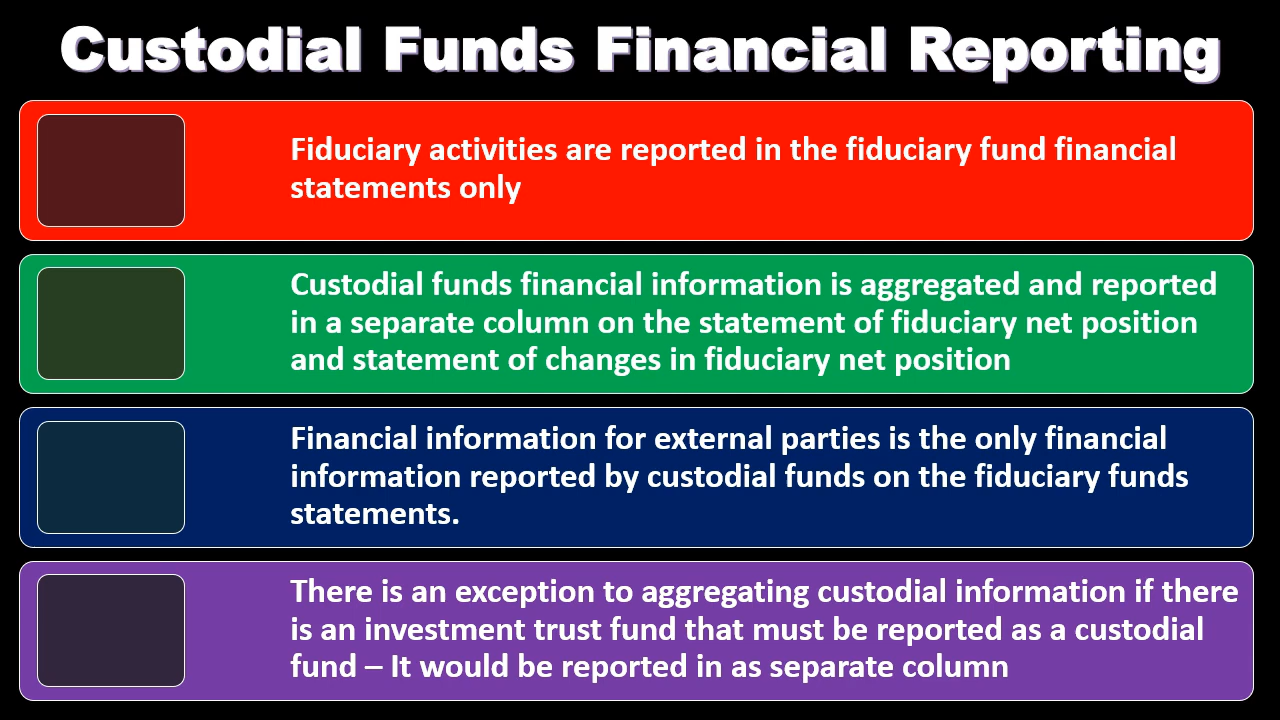 Custodial Funds Financial Reporting
Fiduciary activities are reported in the fiduciary fund financial
statements only
Custodial funds financial information is aggregated and reported
in a separate column on the statement of fiduciary net position
and statement of changes in fiduciary net position
Financial information for external parties is the only financial
information reported by custodial funds on the fiduciary funds
statements.
There is an exception to aggregating custodial information if there
is an investment trust fund that must be reported as a custodial
fund – It would be reported in as separate column